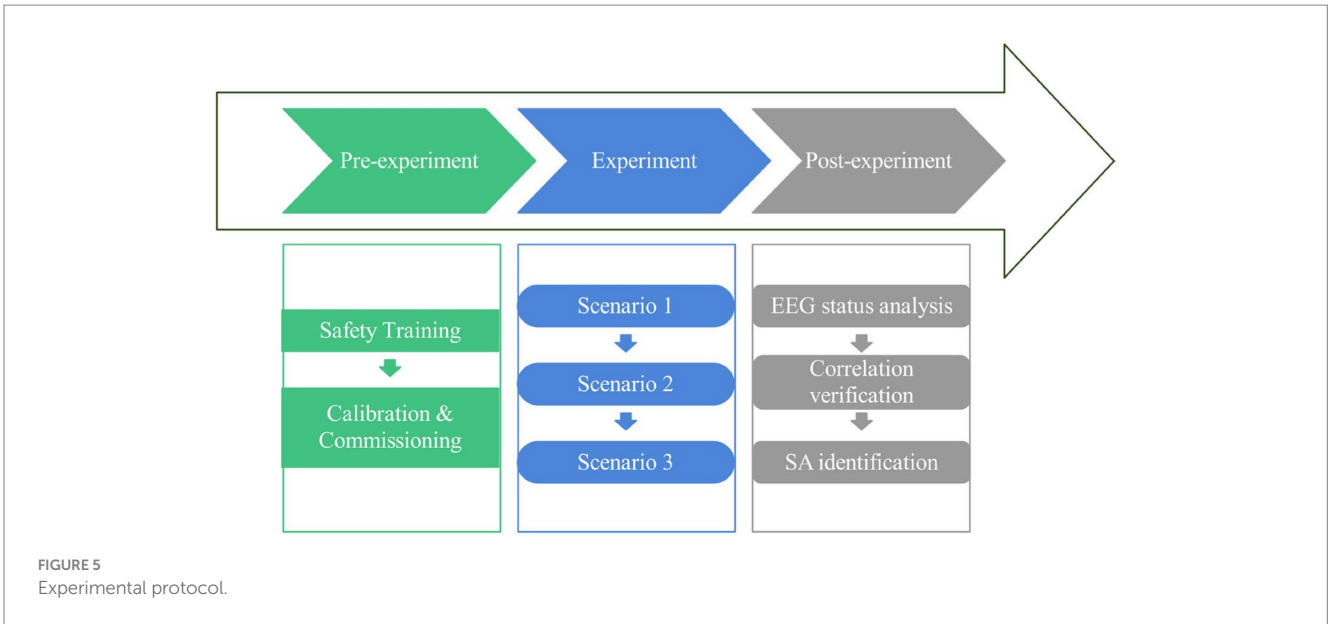 Pre-experiment
Experiment
Post-experiment
Safety Training
Calibration &
Commissioning
Scenario 1
Scenario 2
Scenario 3
EEG status analysis
Correlation
verification
SA identification
FIGURE 5
Experimental protocol.